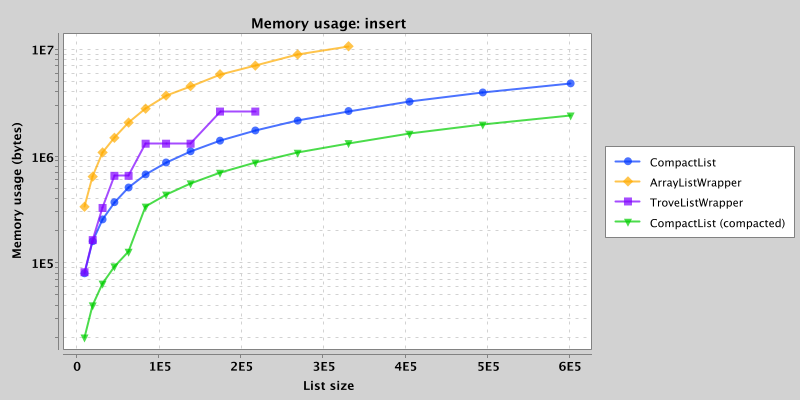 Memory usage: insert
Memory usage (bytes)
1E7
1E6
1E5
0
1E5
2E5
3E5
4E5
5E5
6E5
List size
CompactList
ArrayListWrapper
TroveListWrapper
CompactList (compacted)